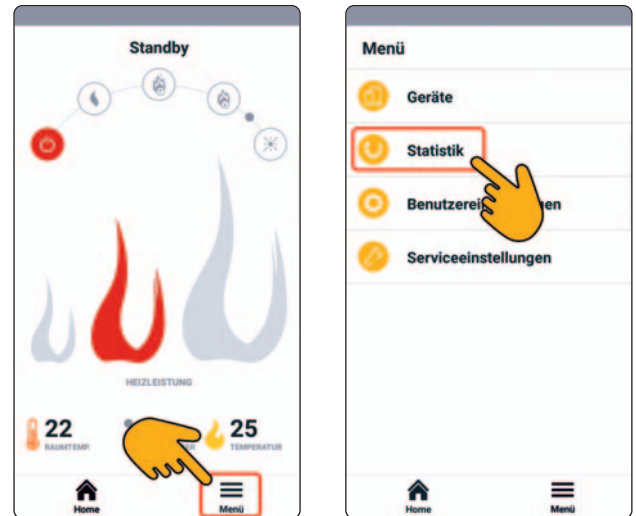 Standby
HEIZLEISTUNG
22
RAUMTEMP.
25
TEMPERATUR
Home
Menü
Menü
Geräte
Statistik
Serviceeinstellungen
Home
Menü